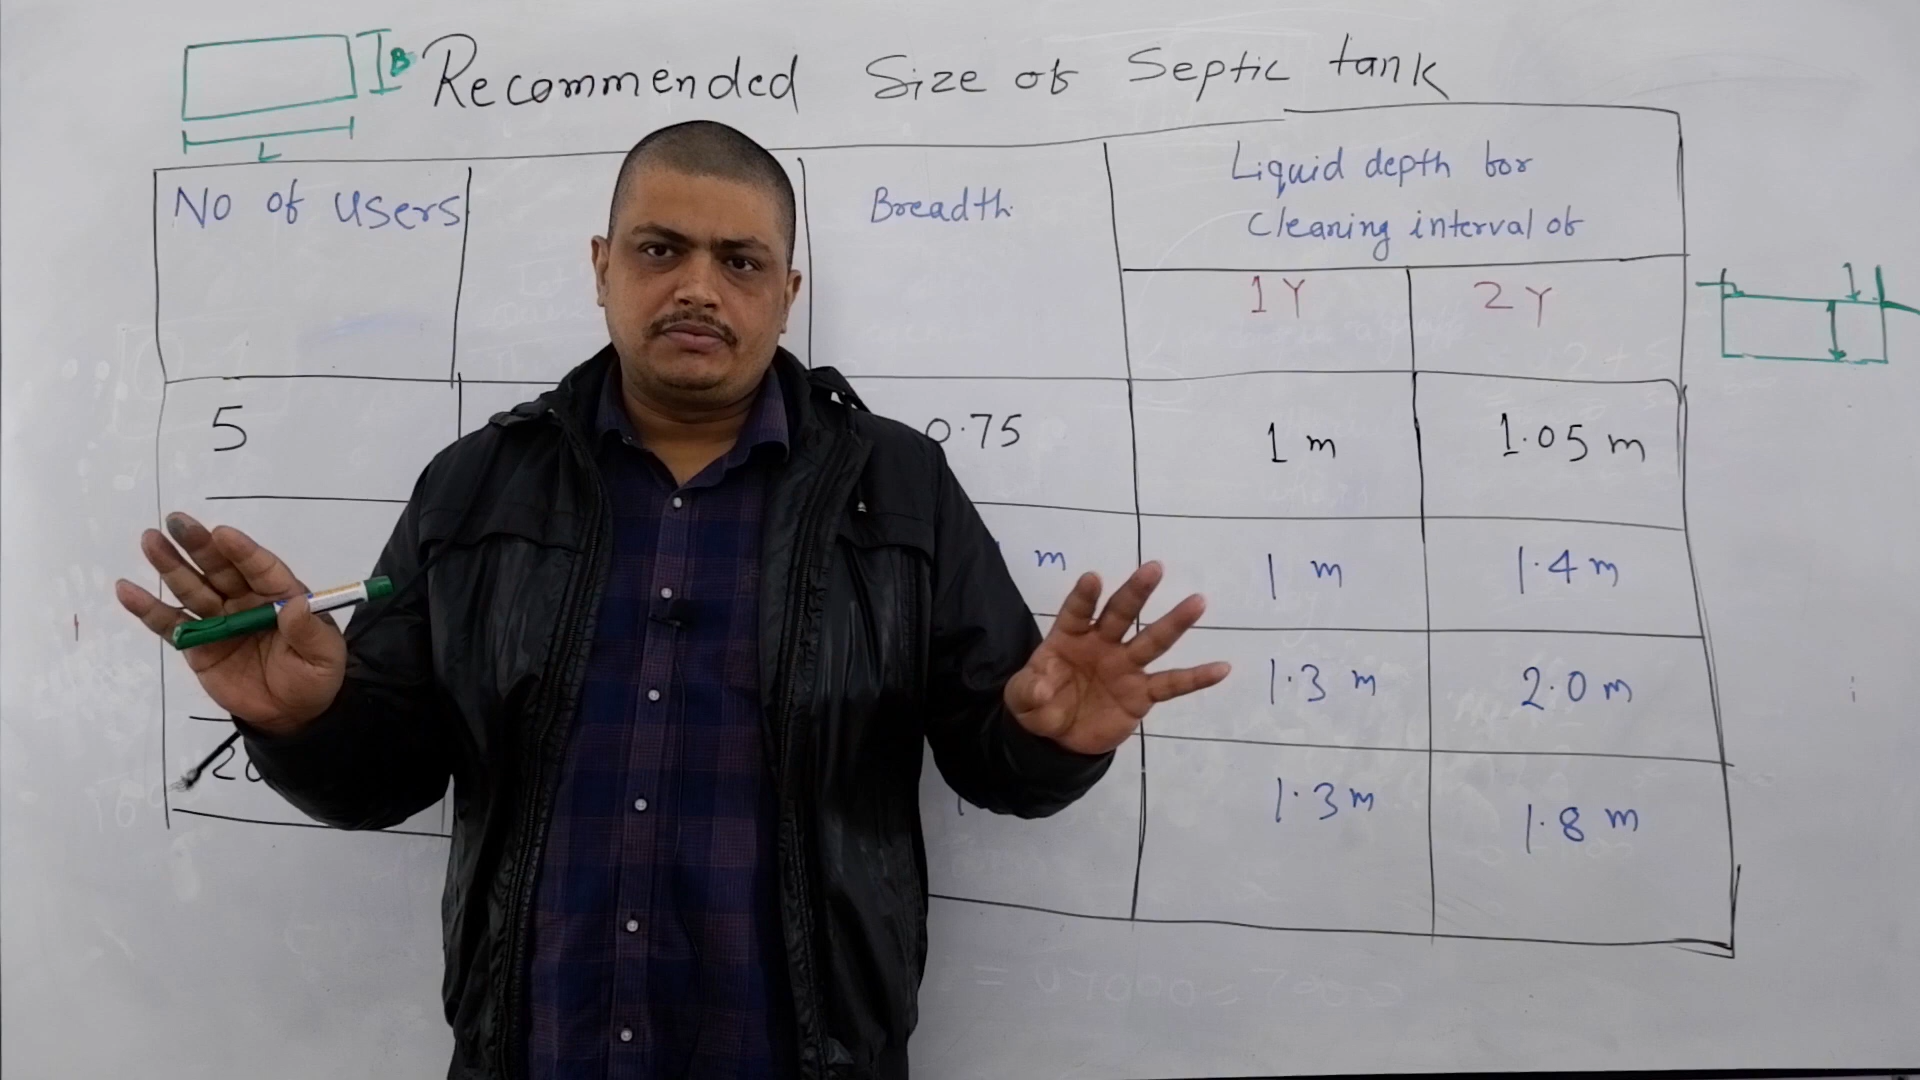 B
Recommended Size of Septic tank
L
No of Users
Breadth
Liquid depth for
Cleaning interval of
1Y
2Y
5
0.75
1 m
1.05 m
m
1 m
1.4 m
1.3 m
2.0 m
20
1.3 m
1.8 m